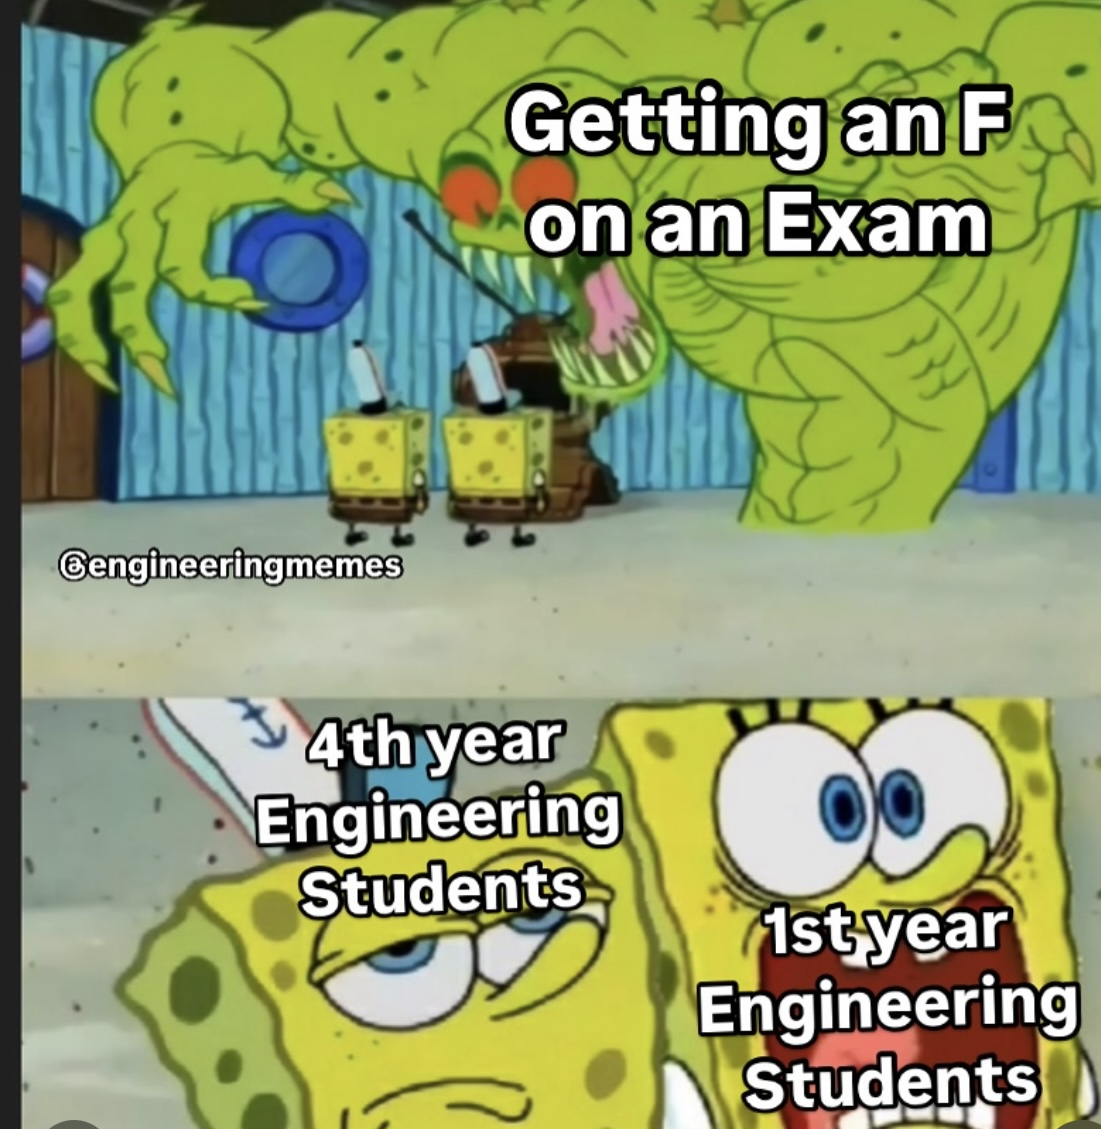 Getting an F
on an Exam
@engineeringmemes
4th year
Engineering
Students
1st year
Engineering
Students